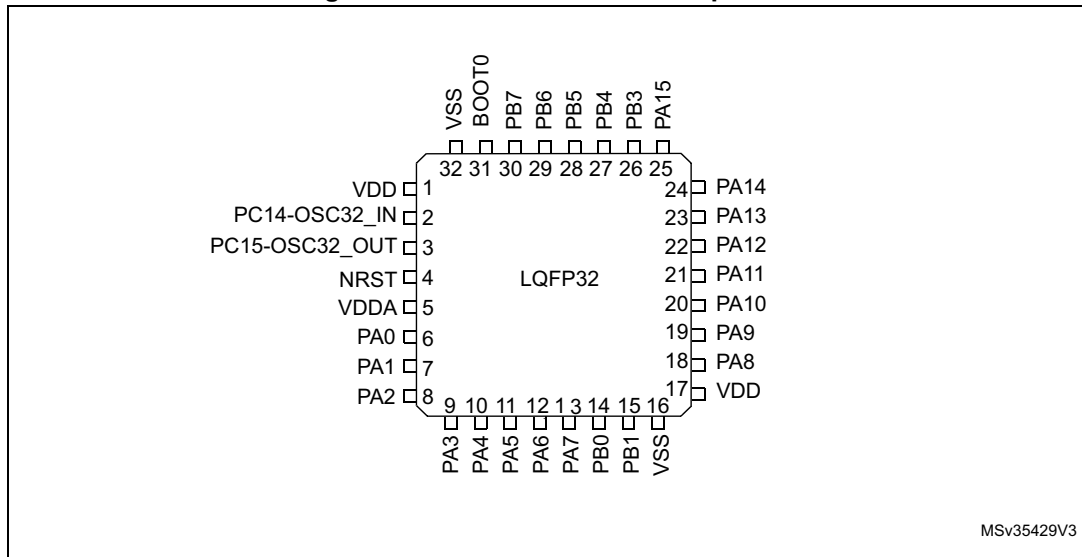 VSS
BOOT0
PB7
PB6
PB5
PB4
PB3
PA15
32 31 30 29 28 27 26 25
VDD 1
PC14-OSC32_IN 2
PC15-OSC32_OUT 3
NRST 4
VDDA 5
PA0 6
PA1 7
PA2 8
LQFP32
24 PA14
23 PA13
22 PA12
21 PA11
20 PA10
19 PA9
18 PA8
17 VDD
9 10 11 12 13 14 15 16
PA3
PA4
PA5
PA6
PA7
PB0
PB1
VSS
MSv35429V3